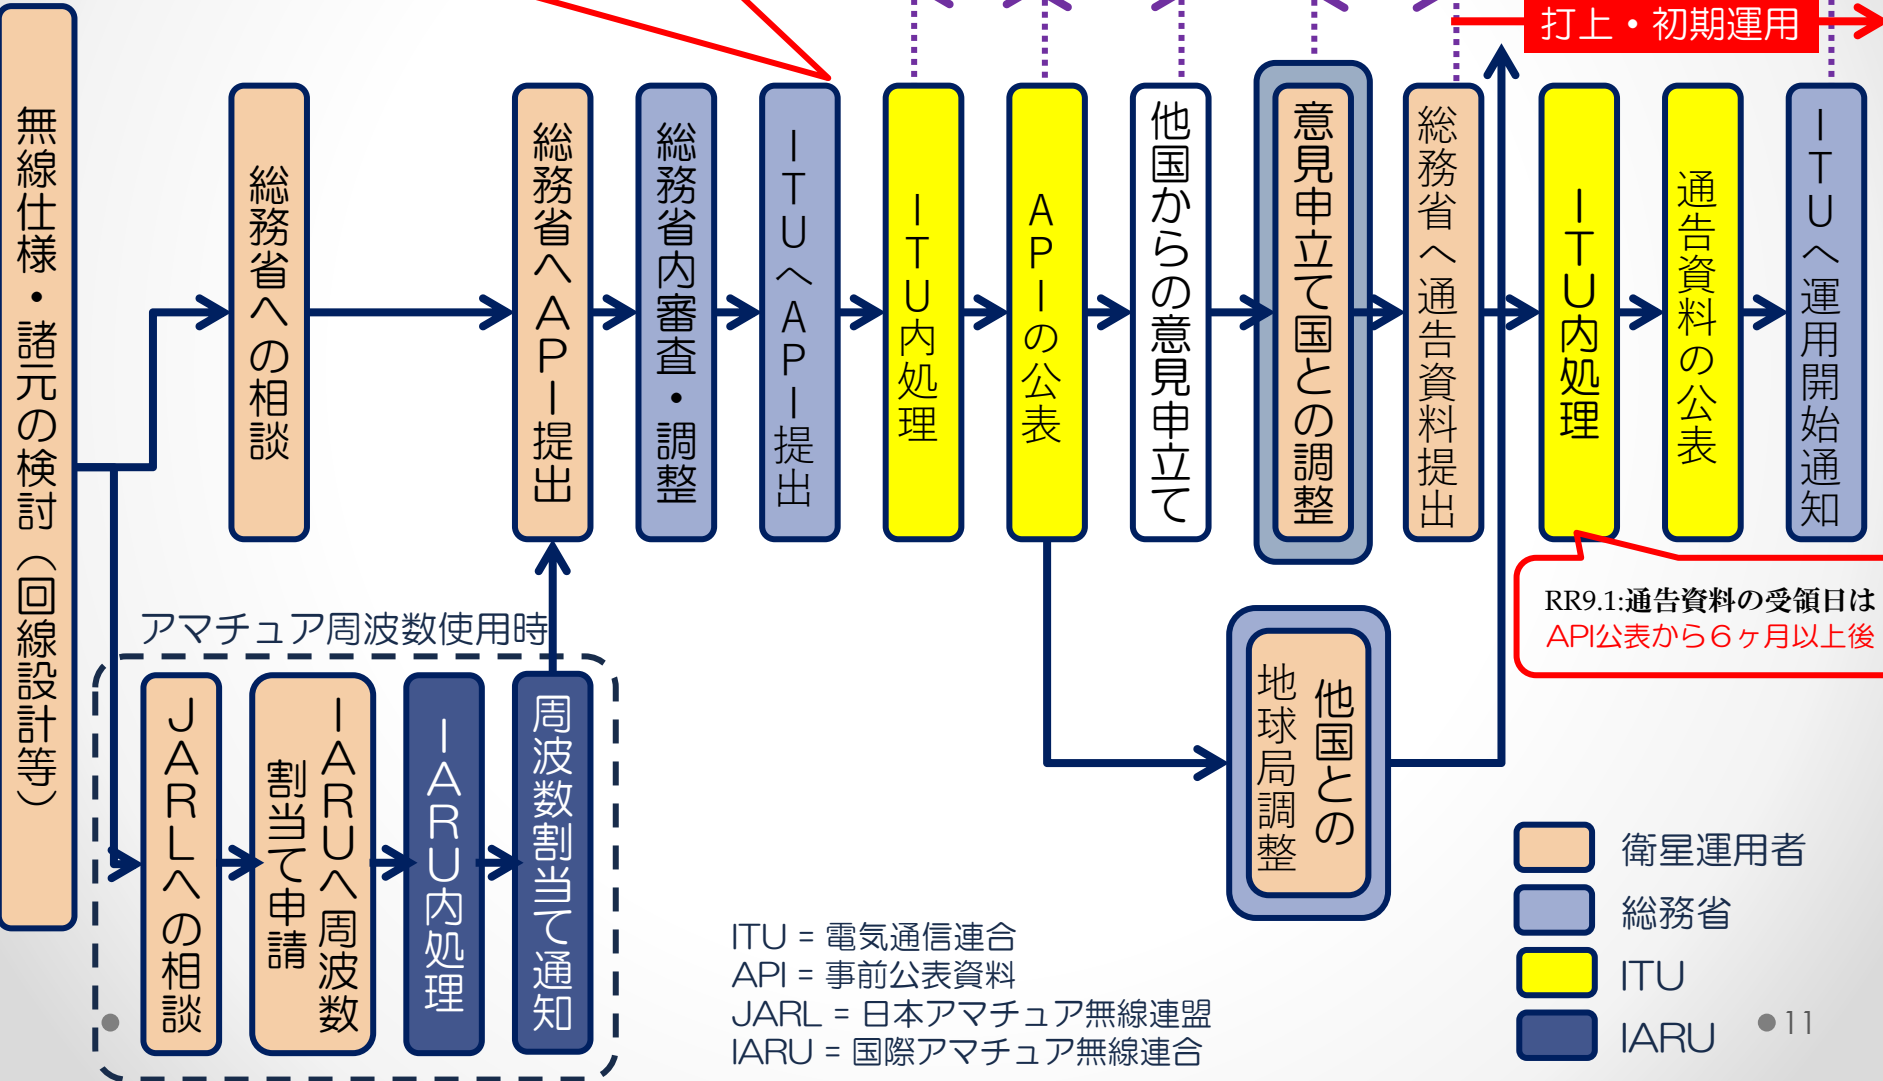 打上・初期運用
無線仕様・諸元の検討（回線設計等）
総務省への相談
総務省へAPI提出
総務省内審査・調整
ITUへAPI提出
ITU内処理
APIの公表
他国からの意見申立て
意見申立て国との調整
総務省へ通告資料提出
ITU内処理
通告資料の公表
ITUへ運用開始通知
RR9.1:通告資料の受領日は
API公表から6ヶ月以上後
アマチュア周波数使用時
JARLへの相談
IARUへ周波数
割当て申請
IARU内処理
周波数割当て通知
他国との
地球局調整
ITU = 電気通信連合
API = 事前公表資料
JARL = 日本アマチュア無線連盟
IARU = 国際アマチュア無線連合
衛星運用者
総務省
ITU
IARU
11